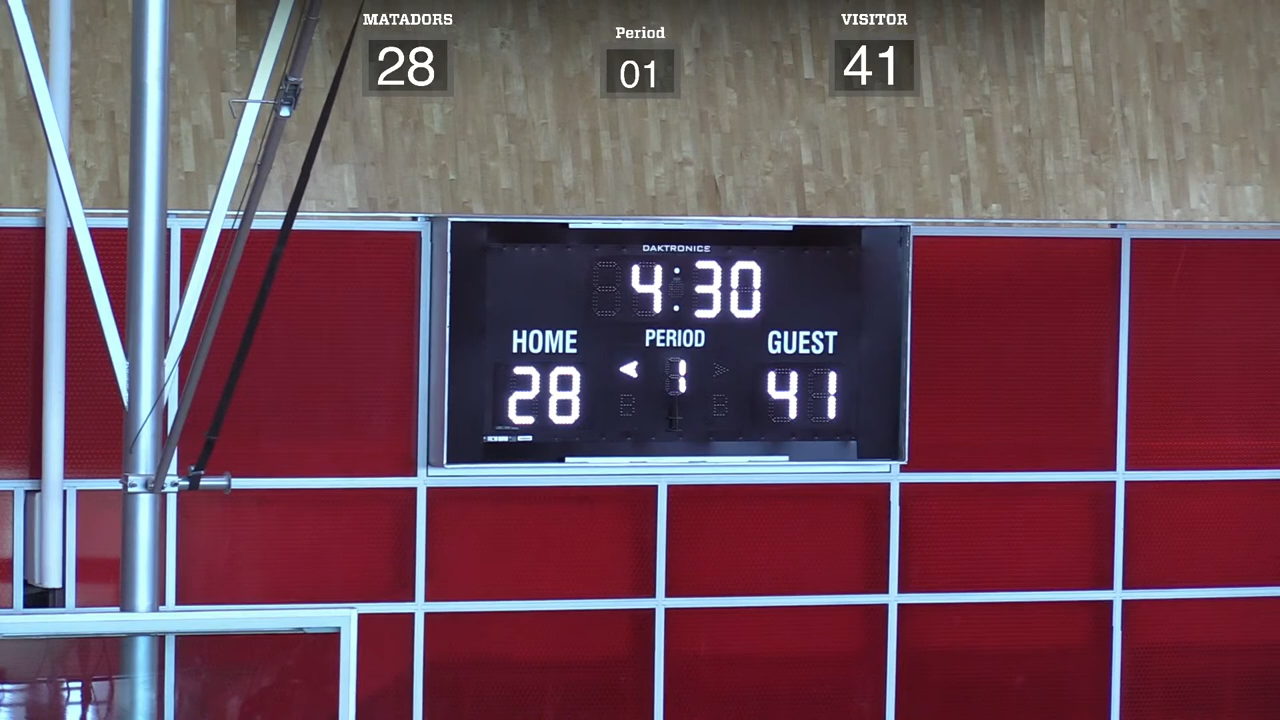 MATADORS
28
Period
01
VISITOR
41
DAKTRONICS
4:30
HOME
PERIOD
GUEST
28
1
41